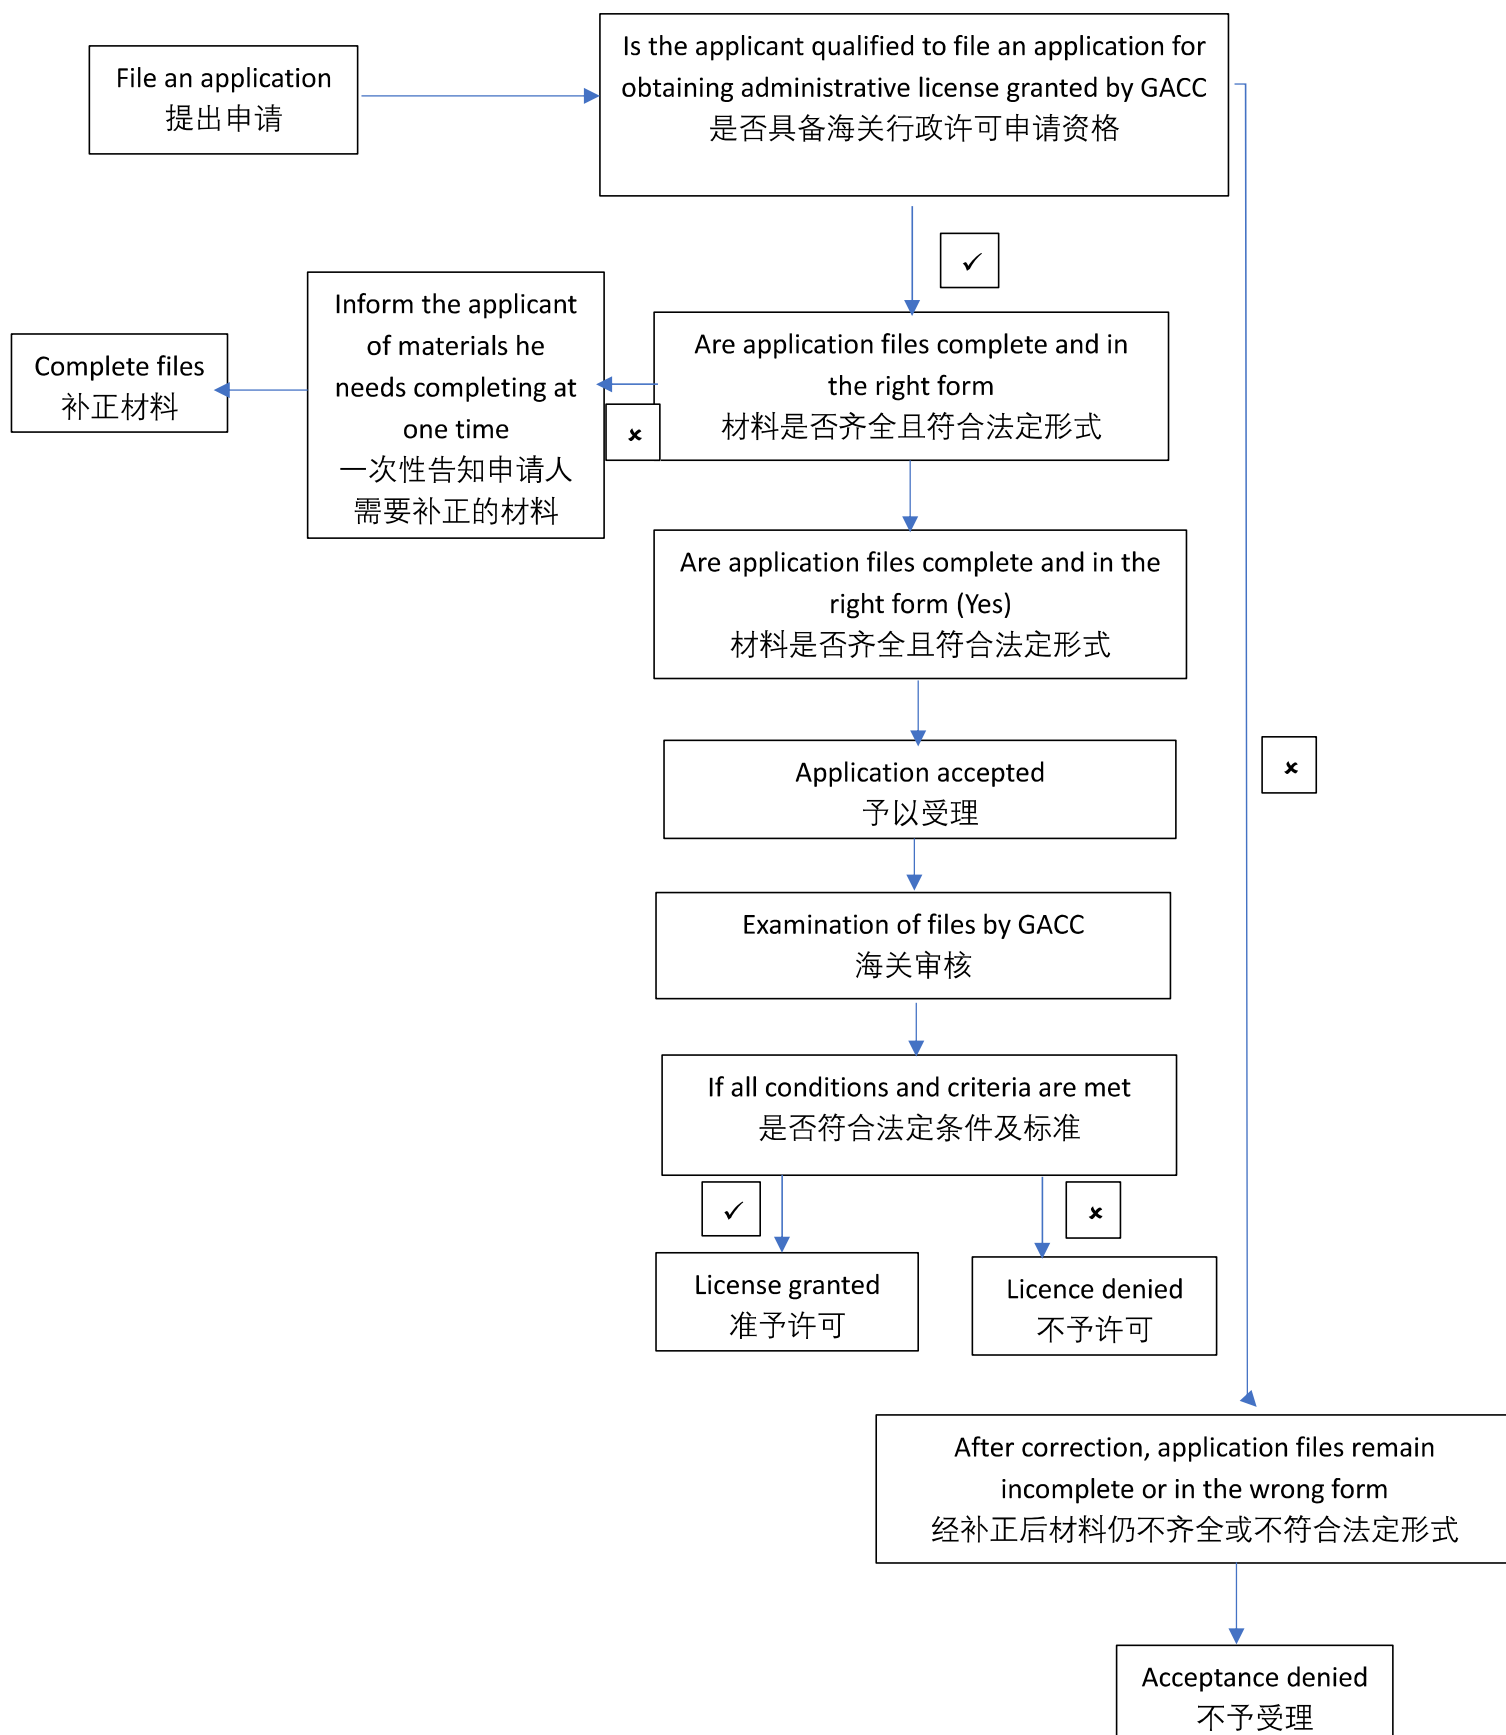 File an application
提出申请
Is the applicant qualified to file an application for
obtaining administrative license granted by GACC
是否具备海关行政许可申请资格
✓
Inform the applicant
of materials he
needs completing at
one time
一次性告知申请人
需要补正的材料
Complete files
补正材料
Are application files complete and in
the right form
材料是否齐全且符合法定形式
✘
Are application files complete and in the
right form (Yes)
材料是否齐全且符合法定形式
Application accepted
予以受理
✘
Examination of files by GACC
海关审核
If all conditions and criteria are met
是否符合法定条件及标准
✓
✘
License granted
准予许可
Licence denied
不予许可
After correction, application files remain
incomplete or in the wrong form
经补正后材料仍不齐全或不符合法定形式
Acceptance denied
不予受理